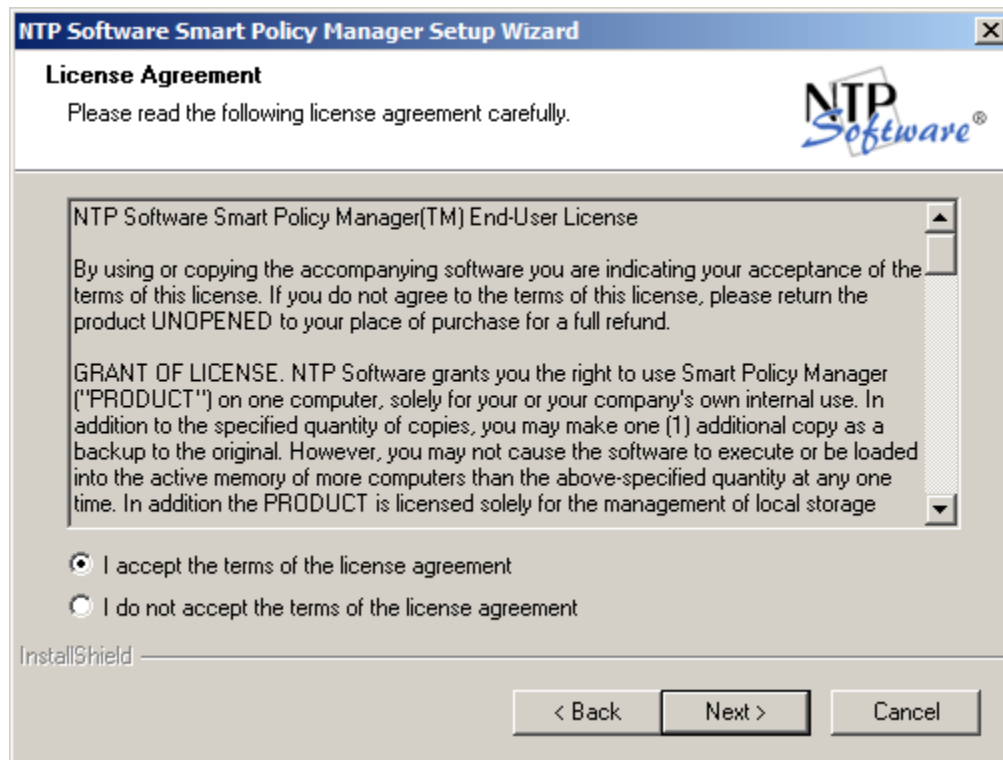 NTP Software Smart Policy Manager Setup Wizard
License Agreement
Please read the following license agreement carefully.
NTP
Software®
NTP Software Smart Policy Manager(TM) End-User License
By using or copying the accompanying software you are indicating your acceptance of the
terms of this license. If you do not agree to the terms of this license, please return the
product UNOPENED to your place of purchase for a full refund.
GRANT OF LICENSE. NTP Software grants you the right to use Smart Policy Manager
("PRODUCT") on one computer, solely for your or your company's own internal use. In
addition to the specified quantity of copies, you may make one (1) additional copy as a
backup to the original. However, you may not cause the software to execute or be loaded
into the active memory of more computers than the above-specified quantity at any one
time. In addition the PRODUCT is licensed solely for the management of local storage
I accept the terms of the license agreement
I do not accept the terms of the license agreement
InstallShield
< Back Next > Cancel